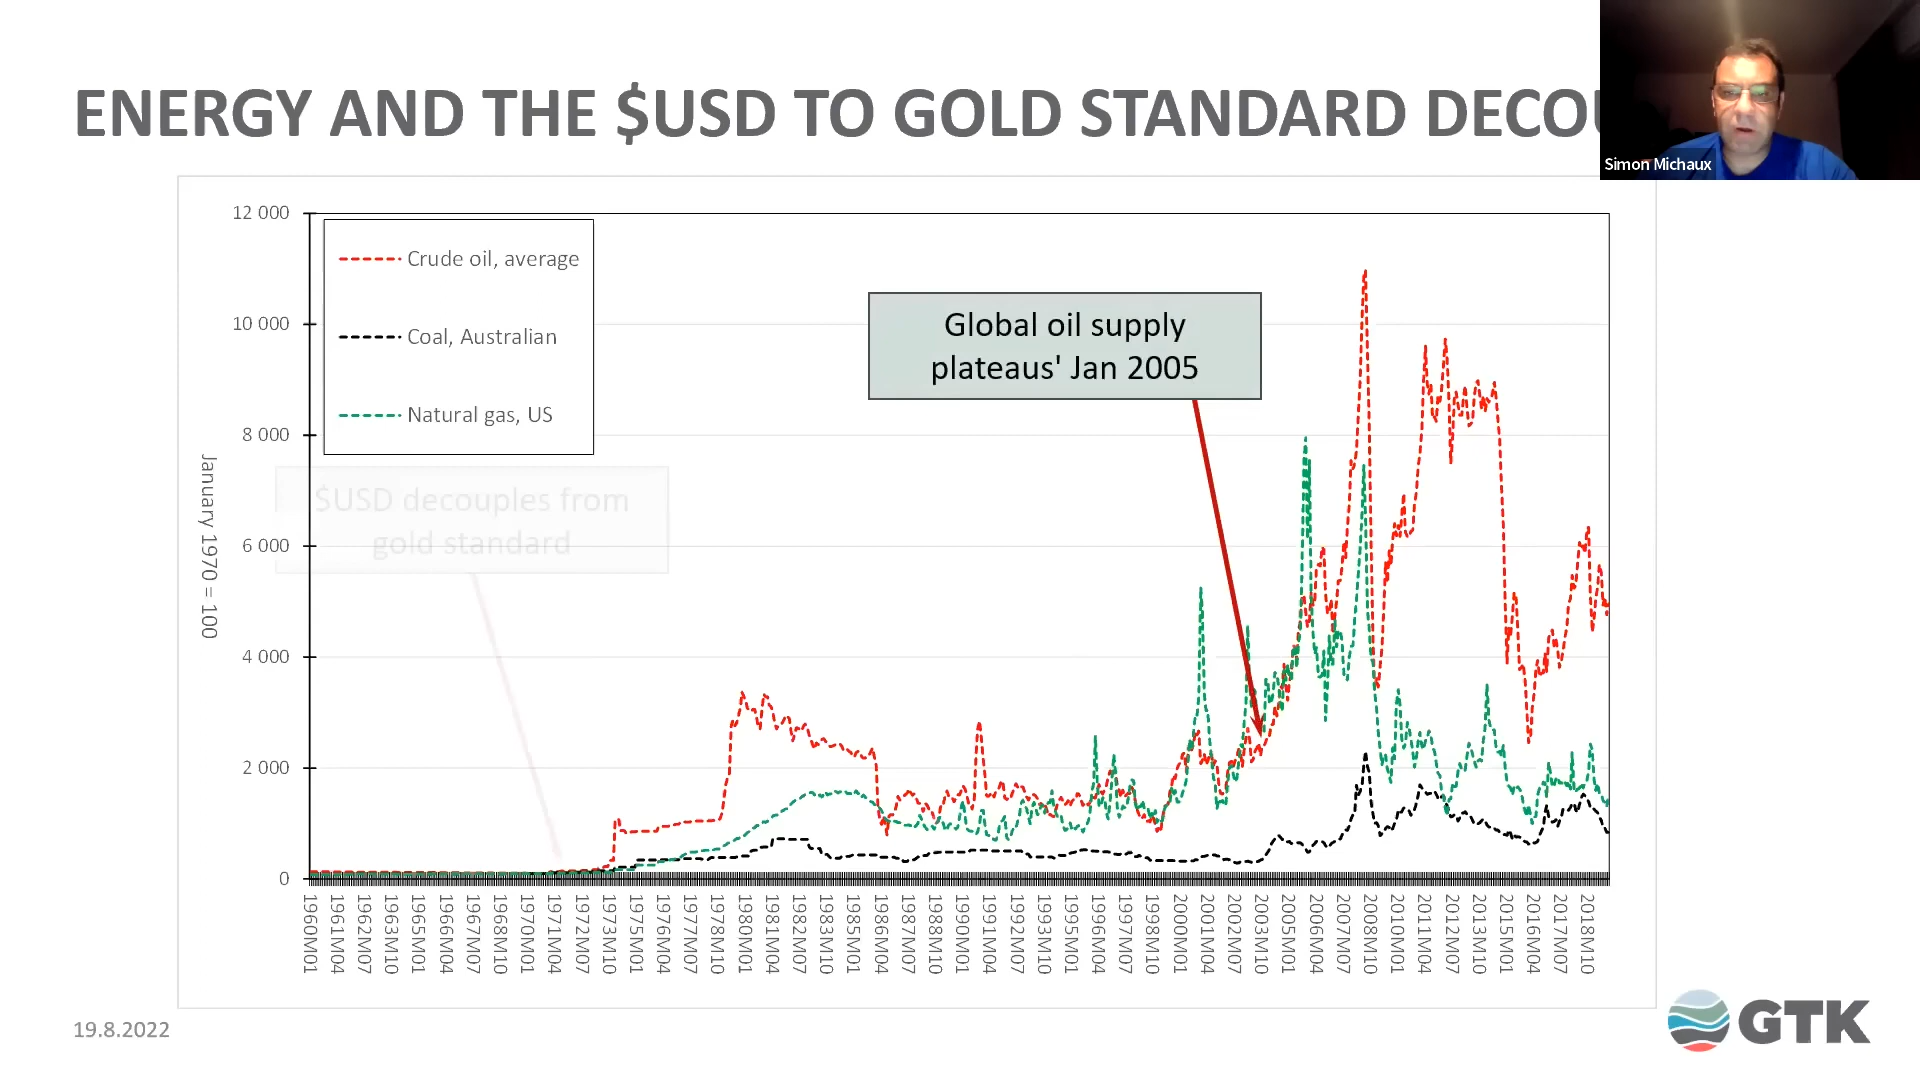 ENERGY AND THE $USD TO GOLD STANDARD
Simon Michaux
12 000
10 000
8 000
6 000
4 000
2 000
0
January 1970 = 100
Crude oil, average
Coal, Australian
Natural gas, US
$USD decouples from
gold standard
Global oil supply
plateaus' Jan 2005
1960M01
1961M04
1962M07
1963M10
1965M01
1966M04
1967M07
1968M10
1970M01
1971M04
1972M07
1973M10
1975M01
1976M04
1977M07
1978M10
1980M01
1981M04
1982M07
1983M10
1985M01
1986M04
1987M07
1988M10
1990M01
1991M04
1992M07
1993M10
1995M01
1996M04
1997M07
1998M10
2000M01
2001M04
2002M07
2003M10
2005M01
2006M04
2007M07
2008M10
2010M01
2011M04
2012M07
2013M10
2015M01
2016M04
2017M07
2018M10
19.8.2022
GTK